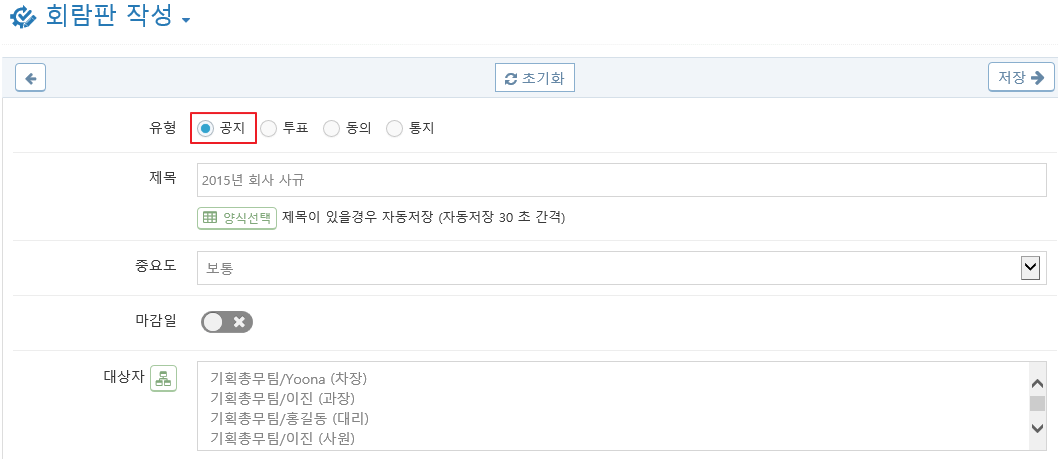 회람판 작성
초기화
저장
유형 공지 투표 동의 통지
제목 2015년 회사 사규
양식선택 제목이 있을경우 자동저장 (자동저장 30 초 간격)
중요도 보통
마감일
대상자 기획총무팀/Yoona (차장)
기획총무팀/이진 (과장)
기획총무팀/홍길동 (대리)
기획총무팀/이진 (사원)